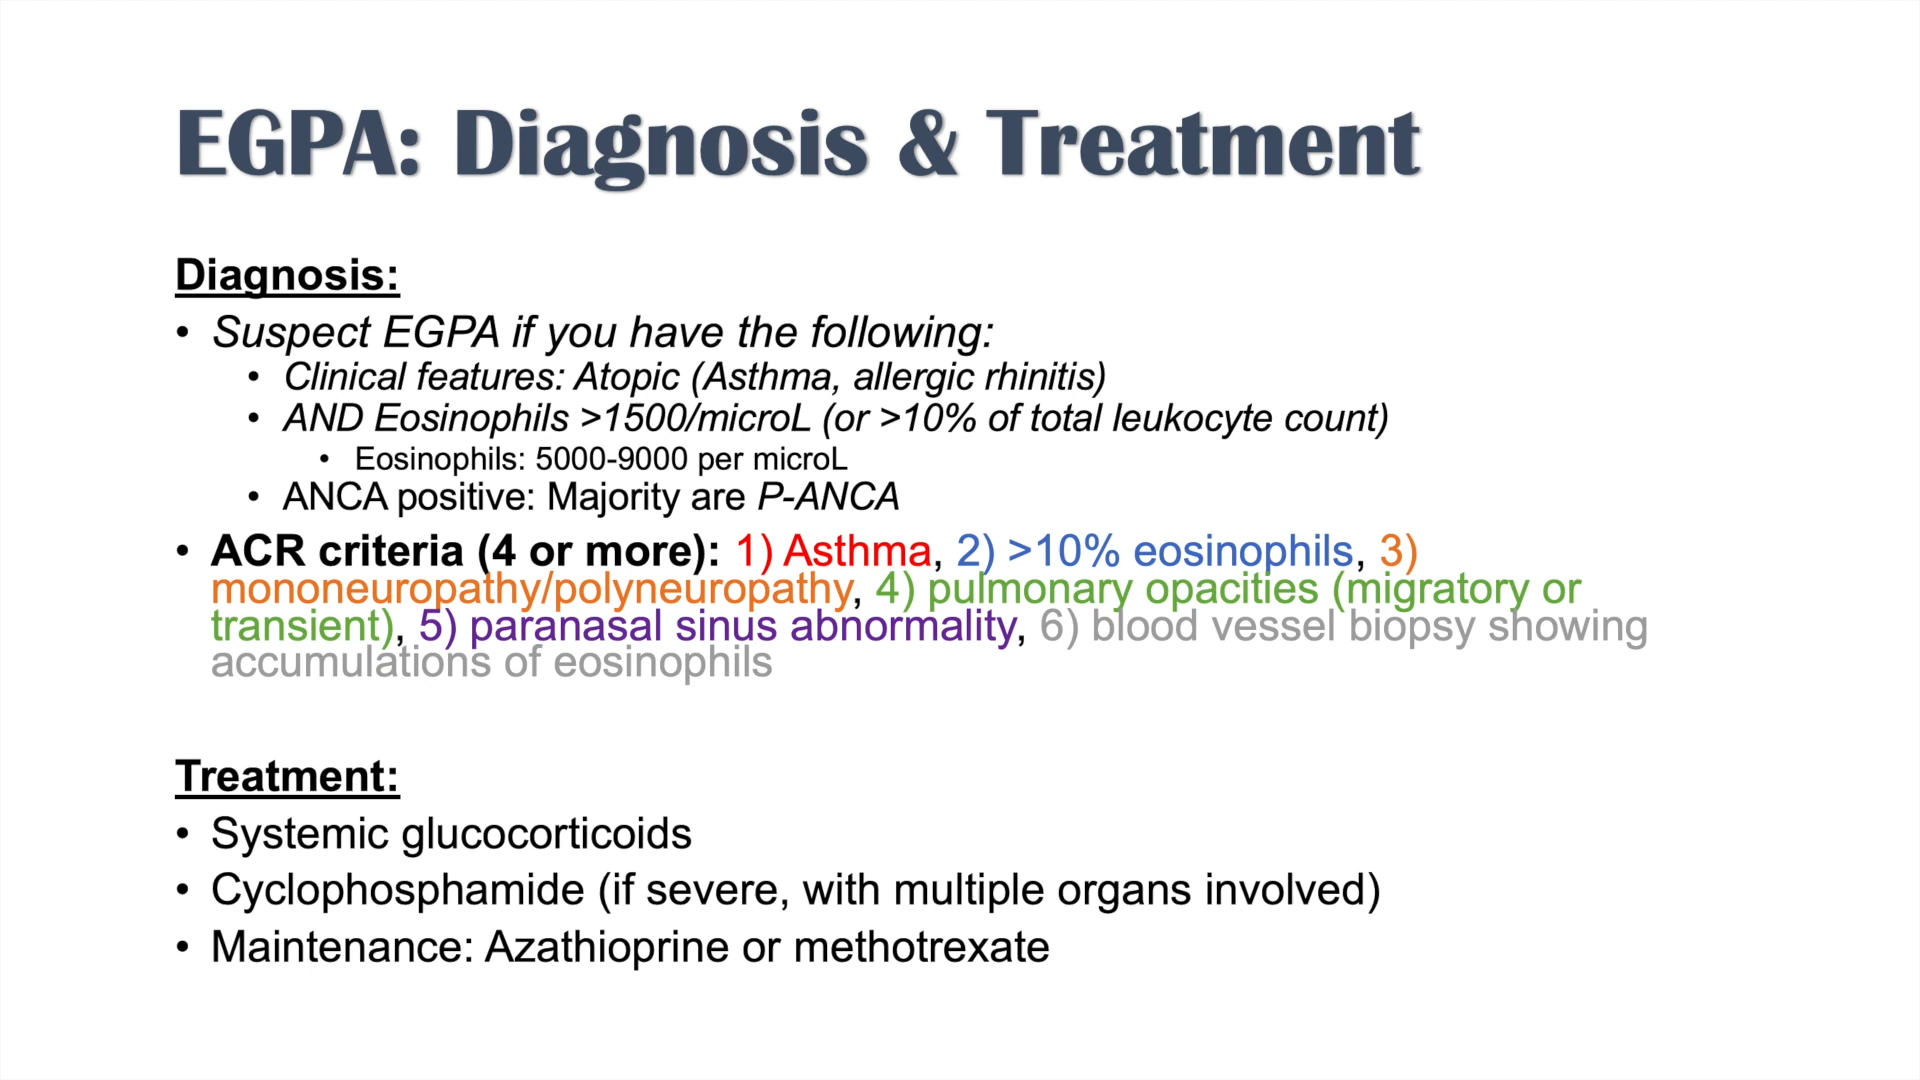 EGPA: Diagnosis & Treatment
Diagnosis:
• Suspect EGPA if you have the following:
• Clinical features: Atopic (Asthma, allergic rhinitis)
• AND Eosinophils >1500/microL (or >10% of total leukocyte count)
• Eosinophils: 5000-9000 per microL
• ANCA positive: Majority are P-ANCA
• ACR criteria (4 or more): 1) Asthma, 2) >10% eosinophils, 3)
mononeuropathy/polyneuropathy, 4) pulmonary opacities (migratory or
transient), 5) paranasal sinus abnormality, 6) blood vessel biopsy showing
accumulations of eosinophils
Treatment:
• Systemic glucocorticoids
• Cyclophosphamide (if severe, with multiple organs involved)
• Maintenance: Azathioprine or methotrexate